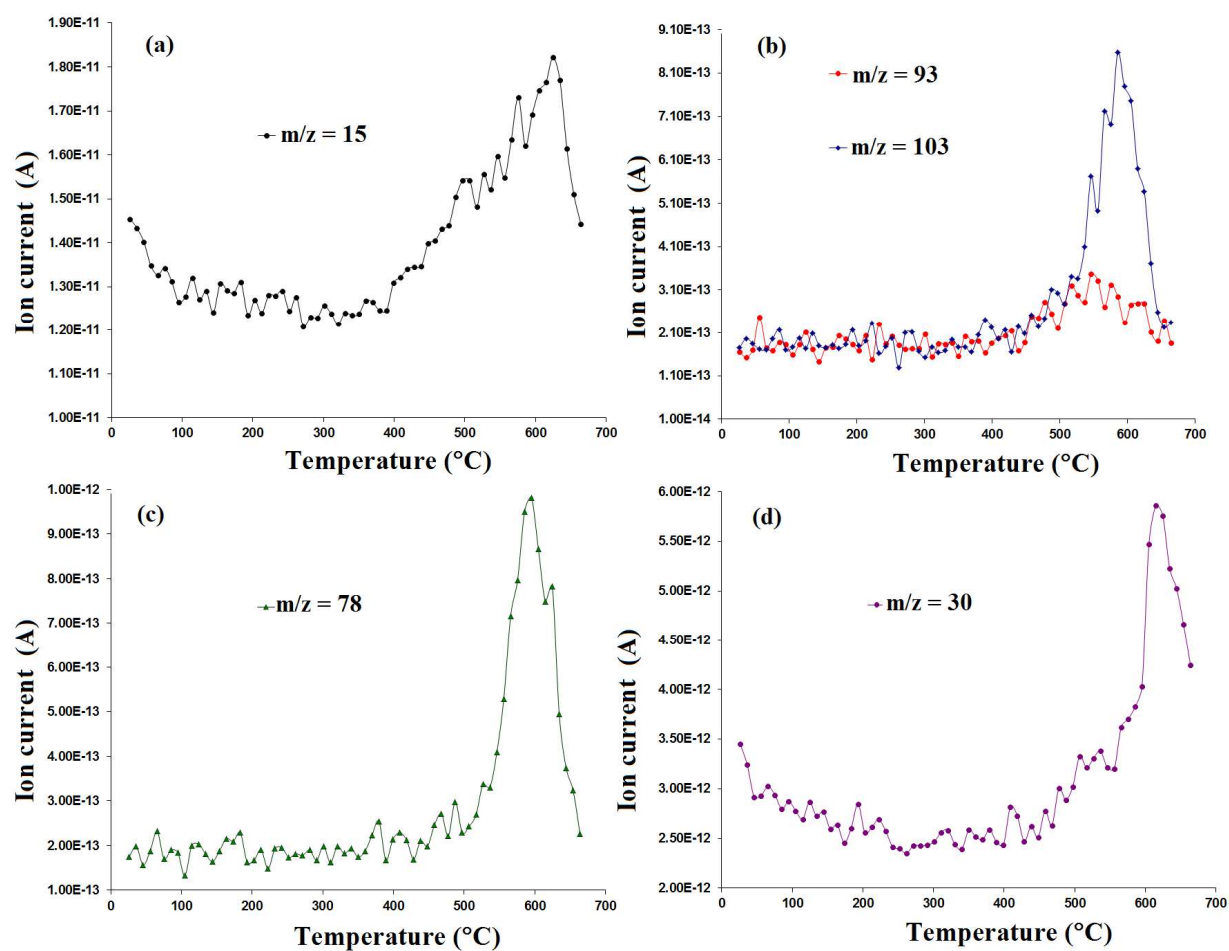 (a)
1.90E-11
1.80E-11
1.70E-11
1.60E-11
1.50E-11
1.40E-11
1.30E-11
1.20E-11
1.10E-11
1.00E-11
Ion current (A)
m/z = 15
0 100 200 300 400 500 600 700
Temperature (°C)
(b)
9.10E-13
8.10E-13
7.10E-13
6.10E-13
5.10E-13
4.10E-13
3.10E-13
2.10E-13
1.10E-13
1.00E-14
Ion current (A)
m/z = 93
m/z = 103
0 100 200 300 400 500 600 700
Temperature (°C)
(c)
1.00E-12
9.00E-13
8.00E-13
7.00E-13
6.00E-13
5.00E-13
4.00E-13
3.00E-13
2.00E-13
1.00E-13
Ion current (A)
m/z = 78
0 100 200 300 400 500 600 700
Temperature (°C)
(d)
6.00E-12
5.50E-12
5.00E-12
4.50E-12
4.00E-12
3.50E-12
3.00E-12
2.50E-12
2.00E-12
Ion current (A)
m/z = 30
0 100 200 300 400 500 600 700
Temperature (°C)